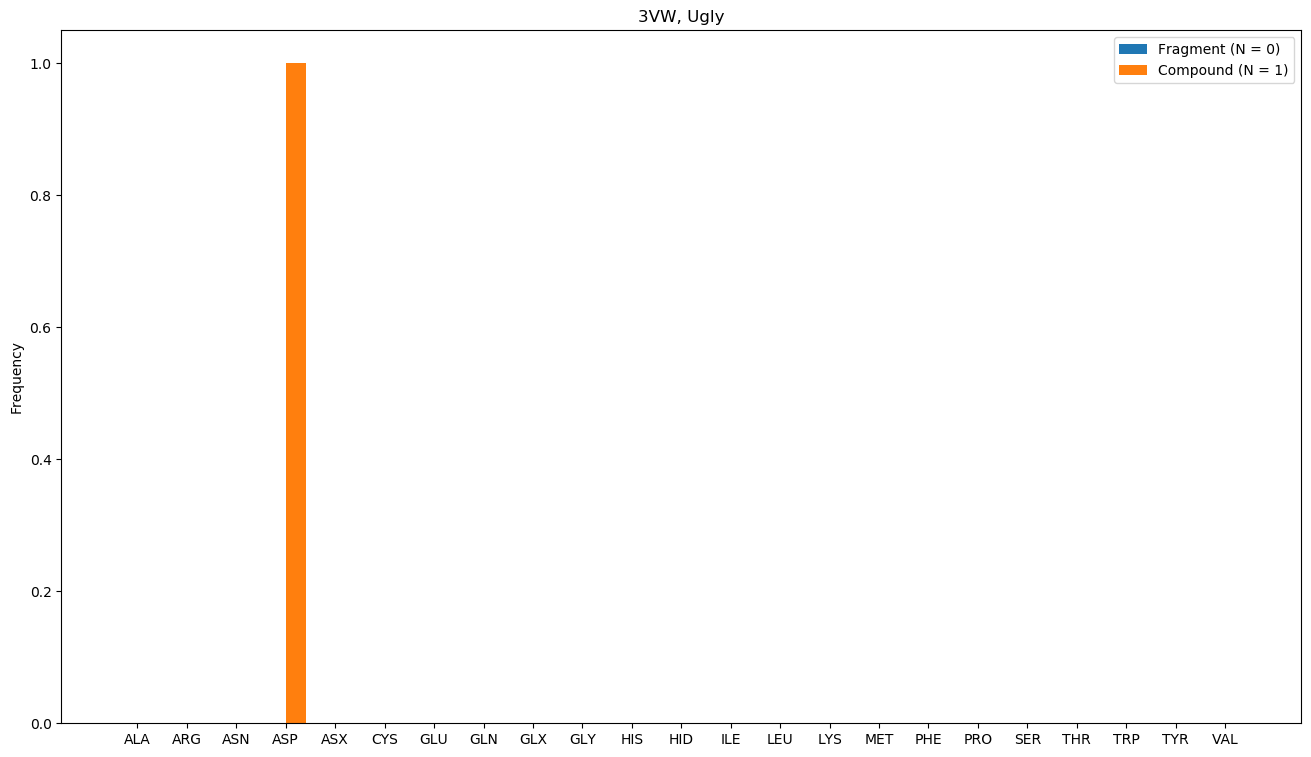 3VW, Ugly
Fragment (N = 0)
Compound (N = 1)
Frequency
1.0
0.8
0.6
0.4
0.2
0.0
ALA ARG ASN ASP ASX CYS GLU GLN GLX GLY HIS HID ILE LEU LYS MET PHE PRO SER THR TRP TYR VAL